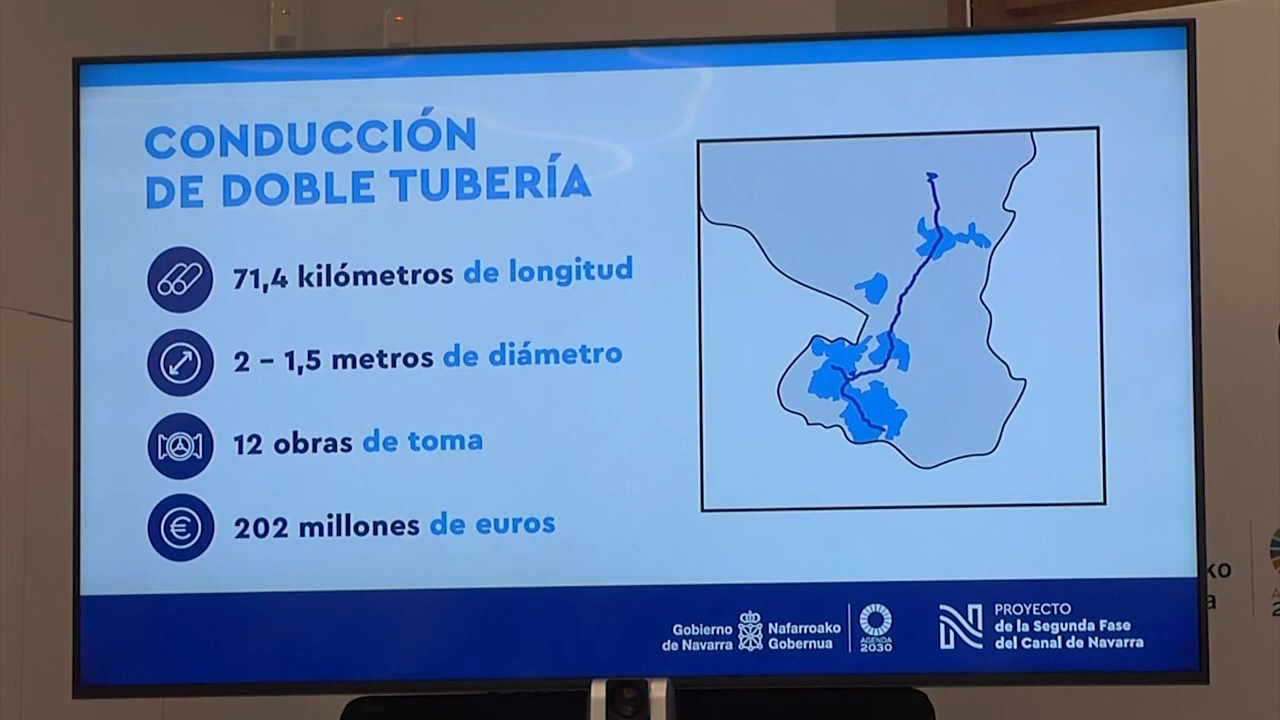 CONDUCCIÓN
DE DOBLE TUBERÍA
71,4 kilómetros de longitud
2 – 1,5 metros de diámetro
12 obras de toma
202 millones de euros
Gobierno
de Navarra
Nafarroako
Gobernua
AGENDA
2030
PROYECTO
de la Segunda Fase
del Canal de Navarra
ko
a